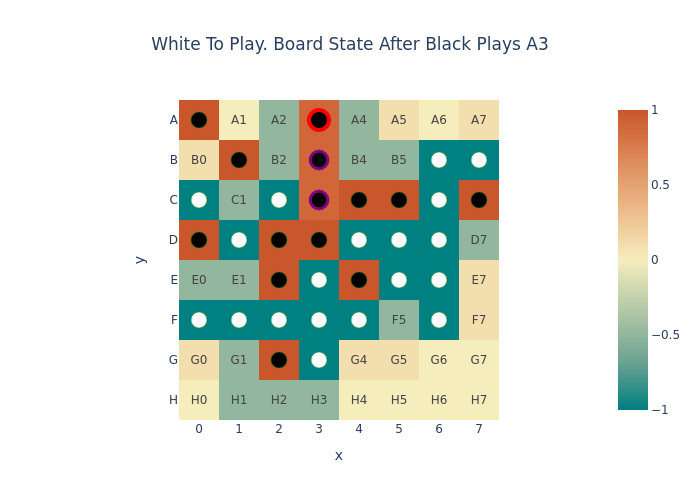 White To Play. Board State After Black Plays A3
A A1 A2 A4 A5 A6 A7
B B0 B2 B4 B5
C C1
D D7
E E0 E1 E7
F F5 F7
G G0 G1 G4 G5 G6 G7
H H0 H1 H2 H3 H4 H5 H6 H7
0 1 2 3 4 5 6 7
x
y
1
0.5
0
−0.5
−1